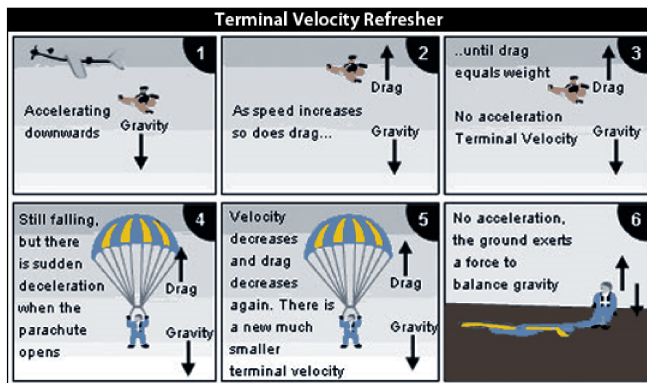 Terminal Velocity Refresher
1
Accelerating
downwards
Gravity
2
Drag
As speed increases
so does drag...
Gravity
3
..until drag
equals weight
Drag
No acceleration
Terminal Velocity
Gravity
4
Still falling,
but there
is sudden
deceleration
when the
parachute
opens
Drag
Gravity
5
Velocity
decreases
and drag
decreases
again. There is
a new much
smaller
terminal velocity
Drag
Gravity
6
No acceleration,
the ground exerts
a force to
balance gravity